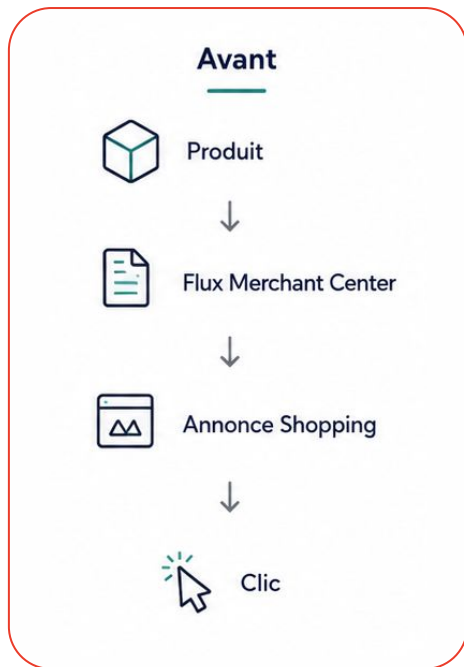 Avant
Produit
Flux Merchant Center
Annonce Shopping
Clic